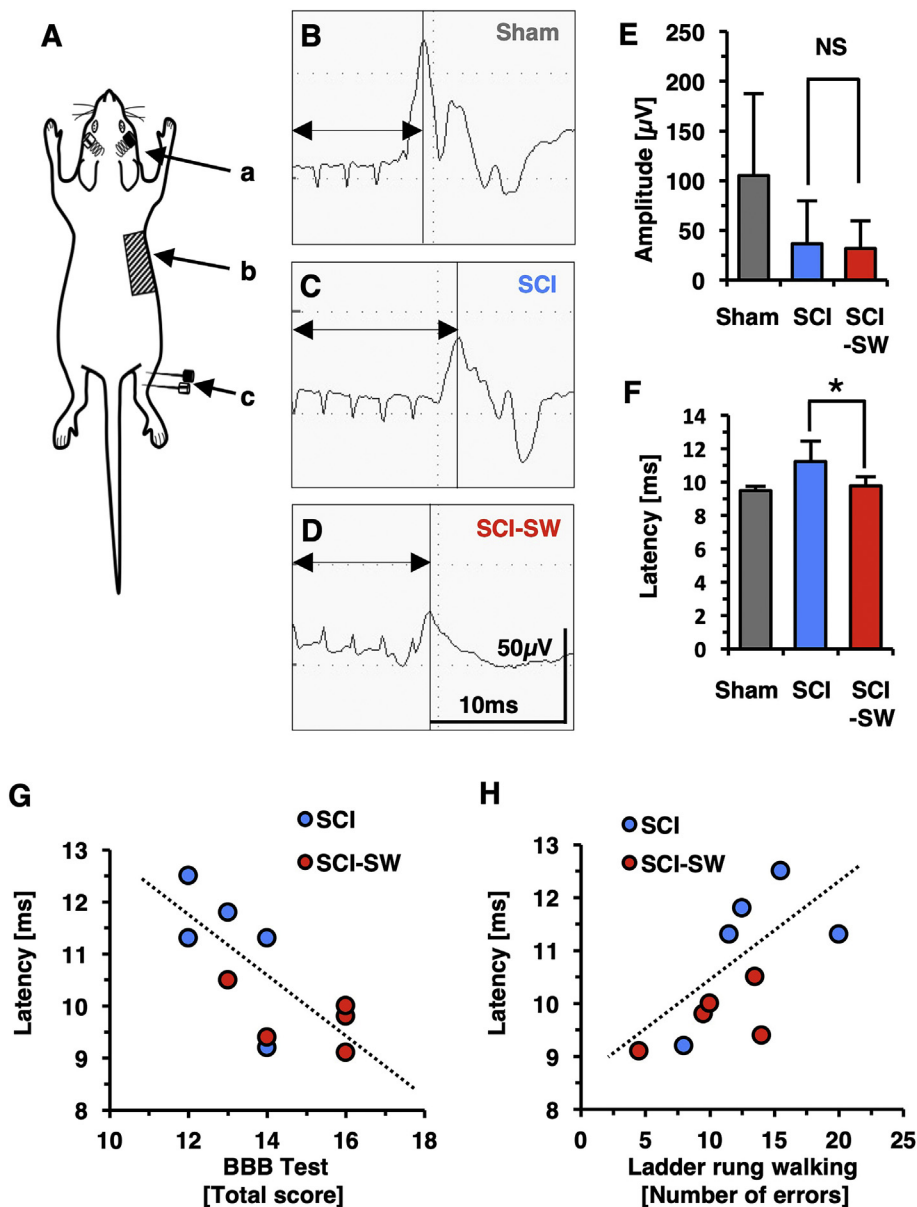 A
a
b
c
B
Sham
C
SCI
D
SCI-SW
50µV
10ms
E
Amplitude [µV]
250
200
150
100
50
0
NS
Sham
SCI
SCI
-SW
F
Latency [ms]
14
12
10
8
6
4
2
0
*
Sham
SCI
SCI
-SW
G
SCI
SCI-SW
Latency [ms]
13
12
11
10
9
8
10
12
14
16
18
BBB Test
[Total score]
H
SCI
SCI-SW
Latency [ms]
13
12
11
10
9
8
0
5
10
15
20
25
Ladder rung walking
[Number of errors]